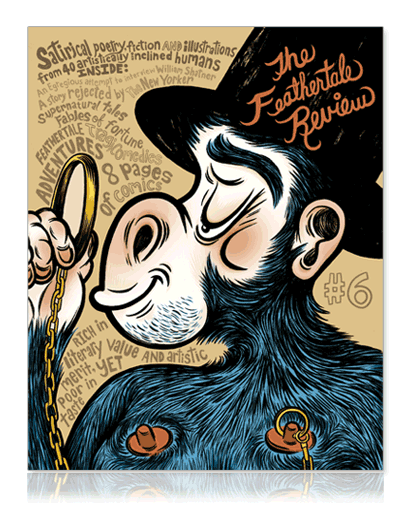 Satirical poetry, fiction AND illustrations
from 40 artistically inclined humans
INSIDE:
An Egregious attempt to interview William Shatner
A story rejected by The New Yorker
Supernatural tales
Fables of fortune
FEATHERTALE tragicomedies
ADVENTURES
8 pages
of comics
The
Feathertale
Review
#6
RICH in
literary value AND artistic
merit, YET
poor in
taste